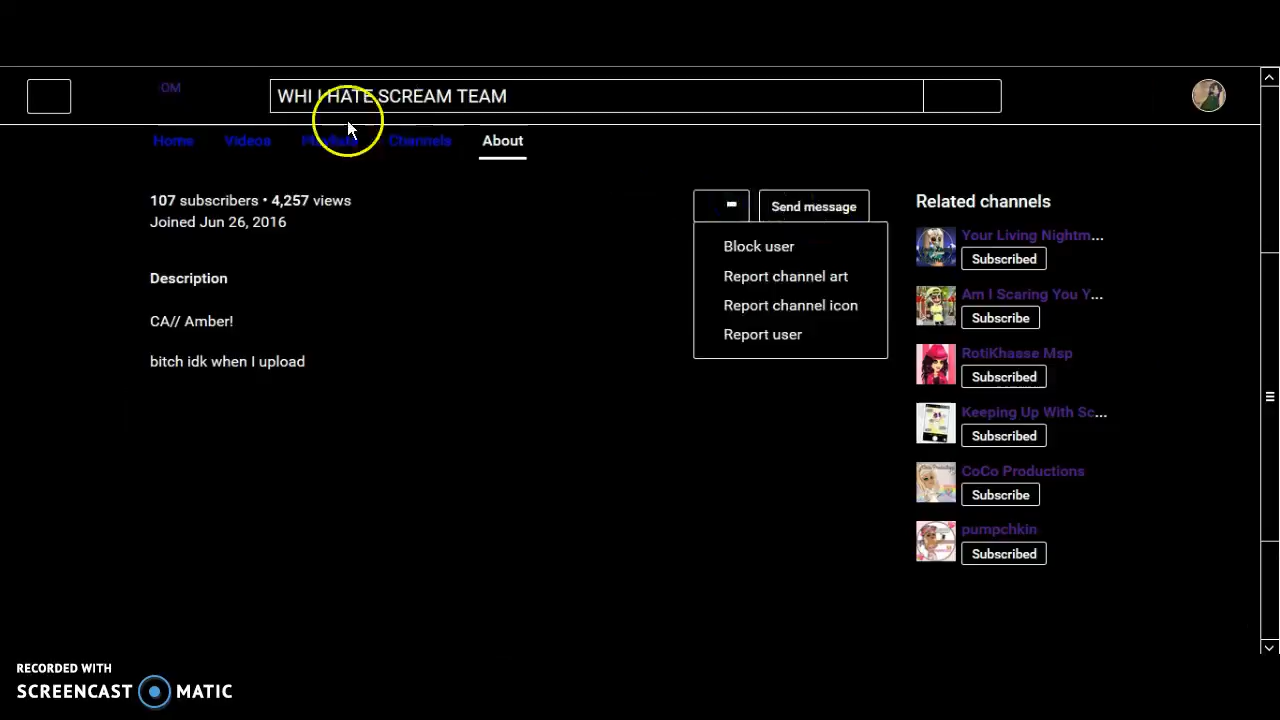 OM
WHI I HATE SCREAM TEAM
Home Videos Channels About
107 subscribers • 4,257 views
Joined Jun 26, 2016
Description
CA// Amber!
bitch idk when I upload
Send message
Block user
Report channel art
Report channel icon
Report user
Related channels
Your Living Nightm...
Subscribed
Am I Scaring You Y...
Subscribe
RotiKhaase Msp
Subscribed
Keeping Up With Sc...
Subscribed
CoCo Productions
Subscribe
pumpchkin
Subscribed
RECORDED WITH
SCREENCAST MATIC